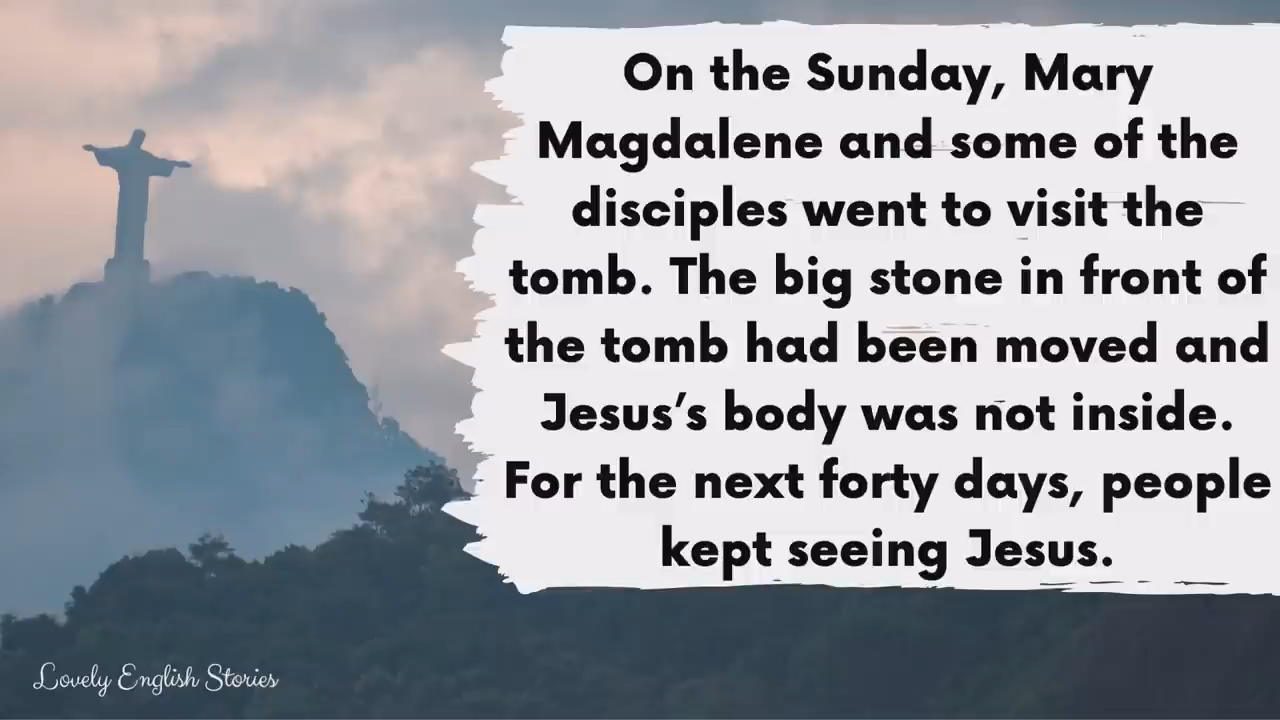 On the Sunday, Mary
Magdalene and some of the
disciples went to visit the
tomb. The big stone in front of
the tomb had been moved and
Jesus’s body was not inside.
For the next forty days, people
kept seeing Jesus.
Lovely English Stories